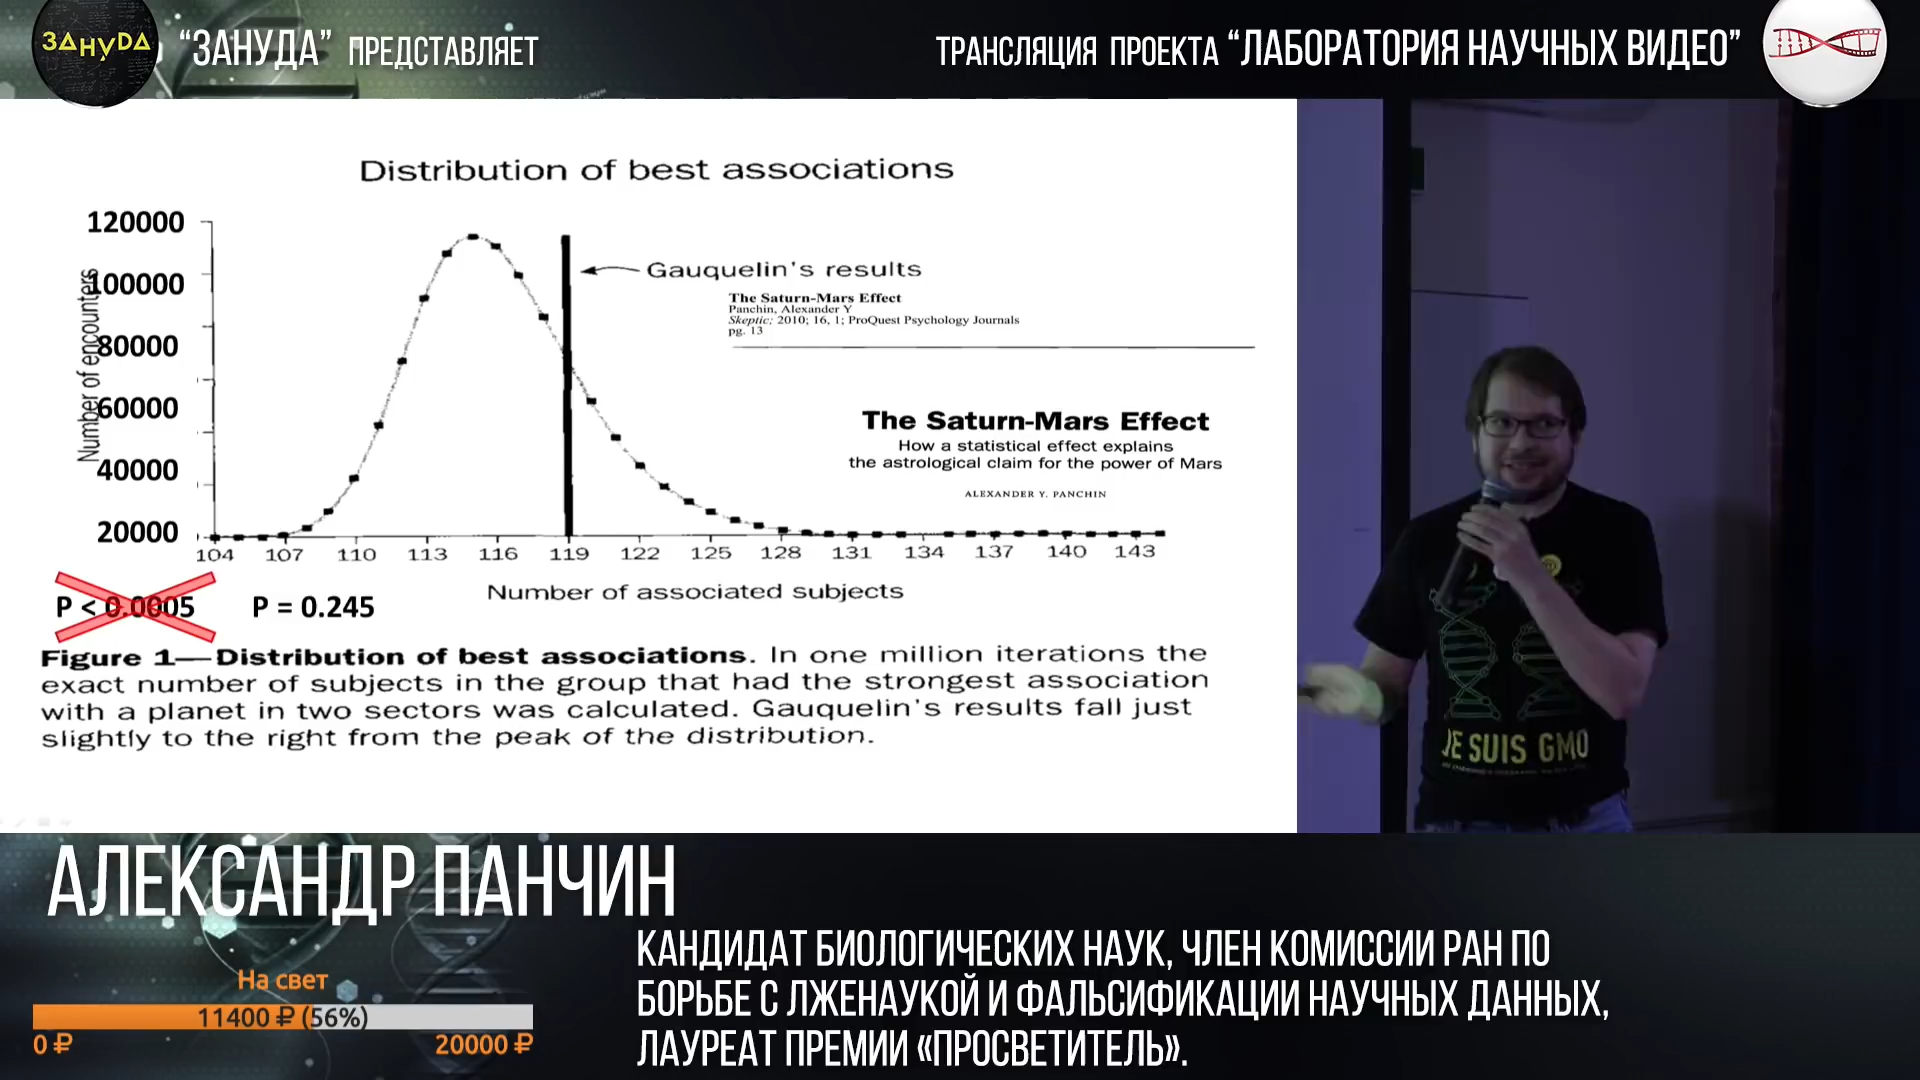 ЗАНУДА
“ЗАНУДА” ПРЕДСТАВЛЯЕТ
ТРАНСЛЯЦИЯ ПРОЕКТА “ЛАБОРАТОРИЯ НАУЧНЫХ ВИДЕО”
Distribution of best associations
120000
100000
80000
60000
40000
20000
Number of encounters
Gauquelin's results
The Saturn-Mars Effect
Panchin, Alexander Y
Skeptic; 2010; 16, 1; ProQuest Psychology Journals
pg. 13
The Saturn-Mars Effect
How a statistical effect explains
the astrological claim for the power of Mars
ALEXANDER Y. PANCHIN
104 107 110 113 116 119 122 125 128 131 134 137 140 143
Number of associated subjects
P < 0.0005 P = 0.245
Figure 1—Distribution of best associations. In one million iterations the
exact number of subjects in the group that had the strongest association
with a planet in two sectors was calculated. Gauquelin's results fall just
slightly to the right from the peak of the distribution.
JE SUIS GMO
АЛЕКСАНДР ПАНЧИН
КАНДИДАТ БИОЛОГИЧЕСКИХ НАУК, ЧЛЕН КОМИССИИ РАН ПО
БОРЬБЕ С ЛЖЕНАУКОЙ И ФАЛЬСИФИКАЦИИ НАУЧНЫХ ДАННЫХ,
ЛАУРЕАТ ПРЕМИИ «ПРОСВЕТИТЕЛЬ».
На свет
11400 ₽ (56%)
0 ₽ 20000 ₽